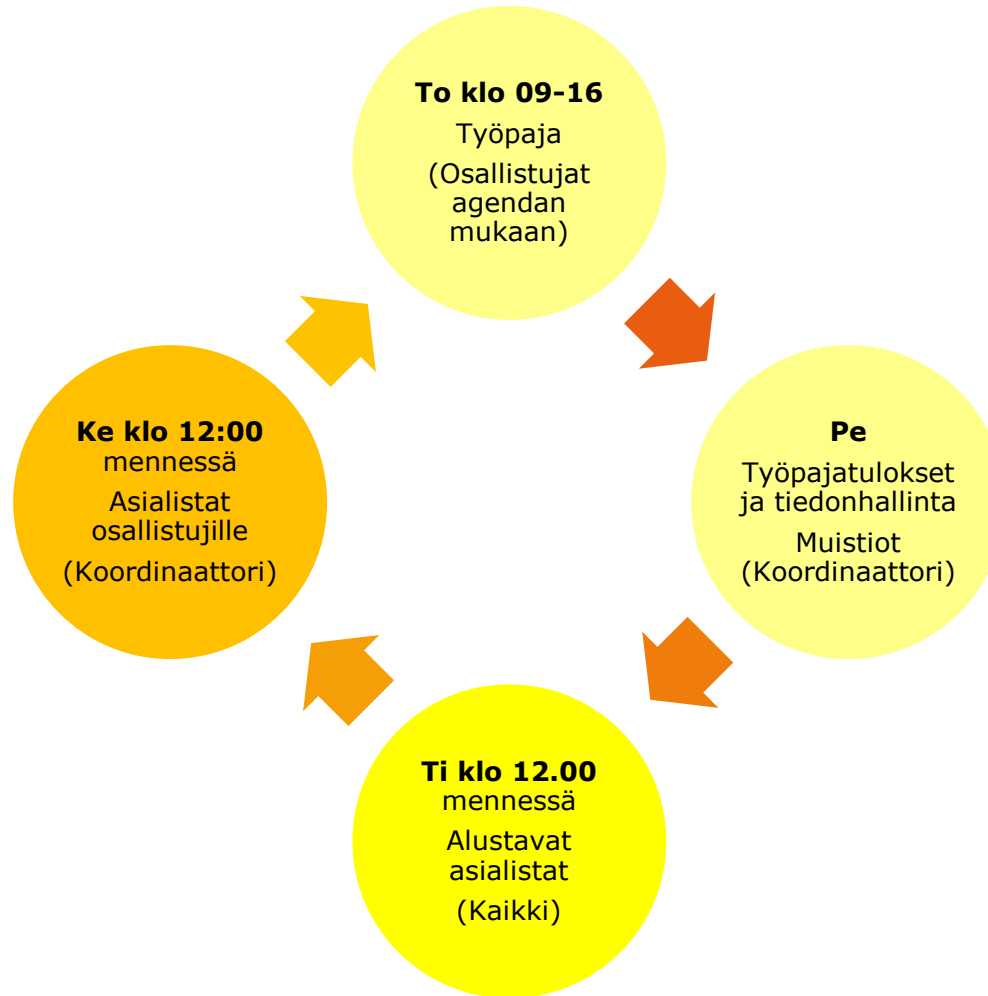 To klo 09-16
Työpaja
(Osallistujat
agendan
mukaan)
Pe
Työpajatulokset
ja tiedonhallinta
Muistiot
(Koordinaattori)
Ti klo 12.00
mennessä
Alustavat
asialistat
(Kaikki)
Ke klo 12:00
mennessä
Asialistat
osallistujille
(Koordinaattori)